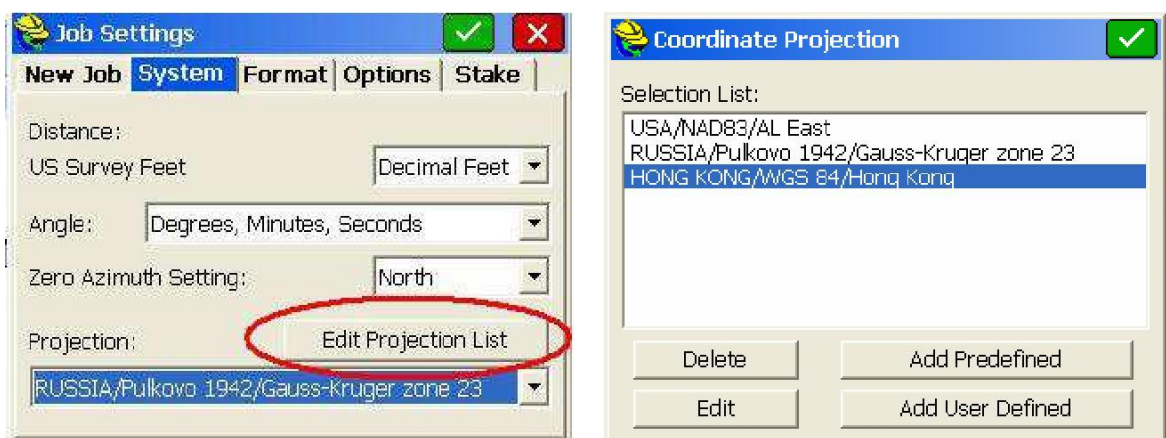 Job Settings
New Job System Format Options Stake
Distance:
US Survey Feet Decimal Feet
Angle: Degrees, Minutes, Seconds
Zero Azimuth Setting: North
Projection: Edit Projection List
RUSSIA/Pulkovo 1942/Gauss-Kruger zone 23
Coordinate Projection
Selection List:
USA/NAD83/AL East
RUSSIA/Pulkovo 1942/Gauss-Kruger zone 23
HONG KONG/WGS 84/Hong Kong
Delete Add Predefined
Edit Add User Defined